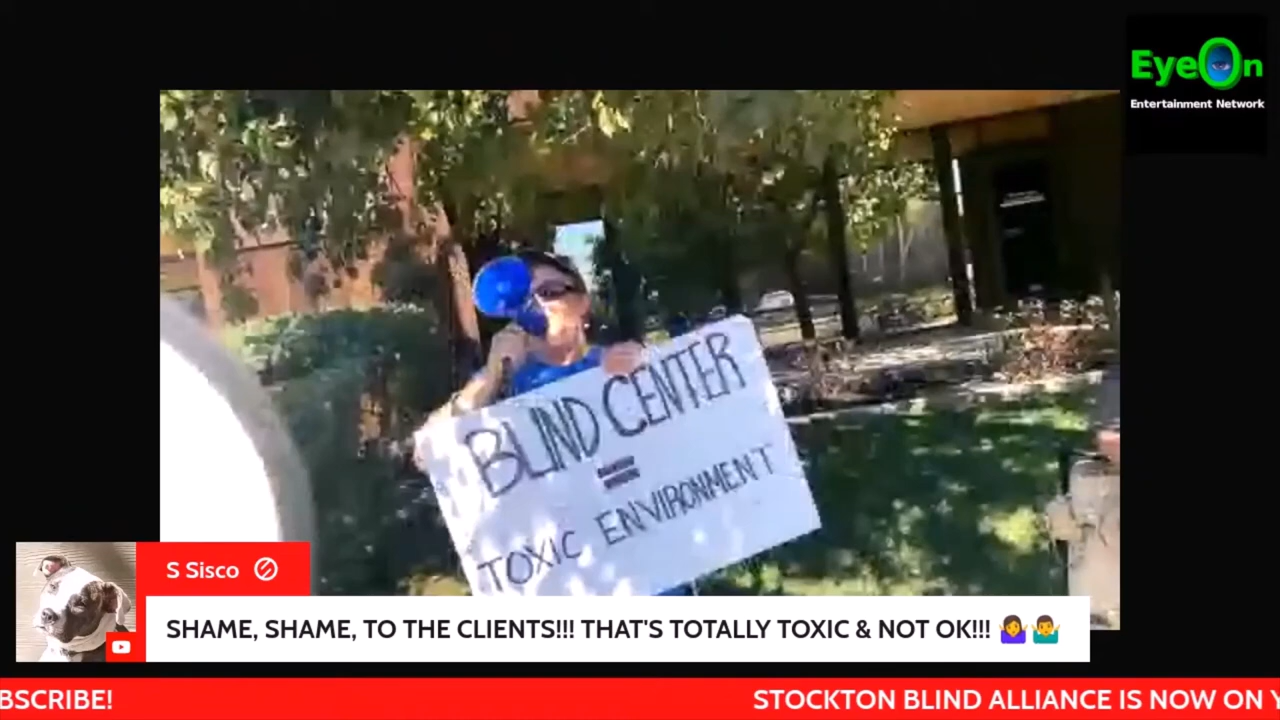 EyeOn
Entertainment Network
BLIND CENTER
=
TOXIC ENVIRONMENT
S Sisco
SHAME, SHAME, TO THE CLIENTS!!! THAT'S TOTALLY TOXIC & NOT OK!!! 🤷‍♀️🤷‍♂️
BSCRIBE!
STOCKTON BLIND ALLIANCE IS NOW ON Y